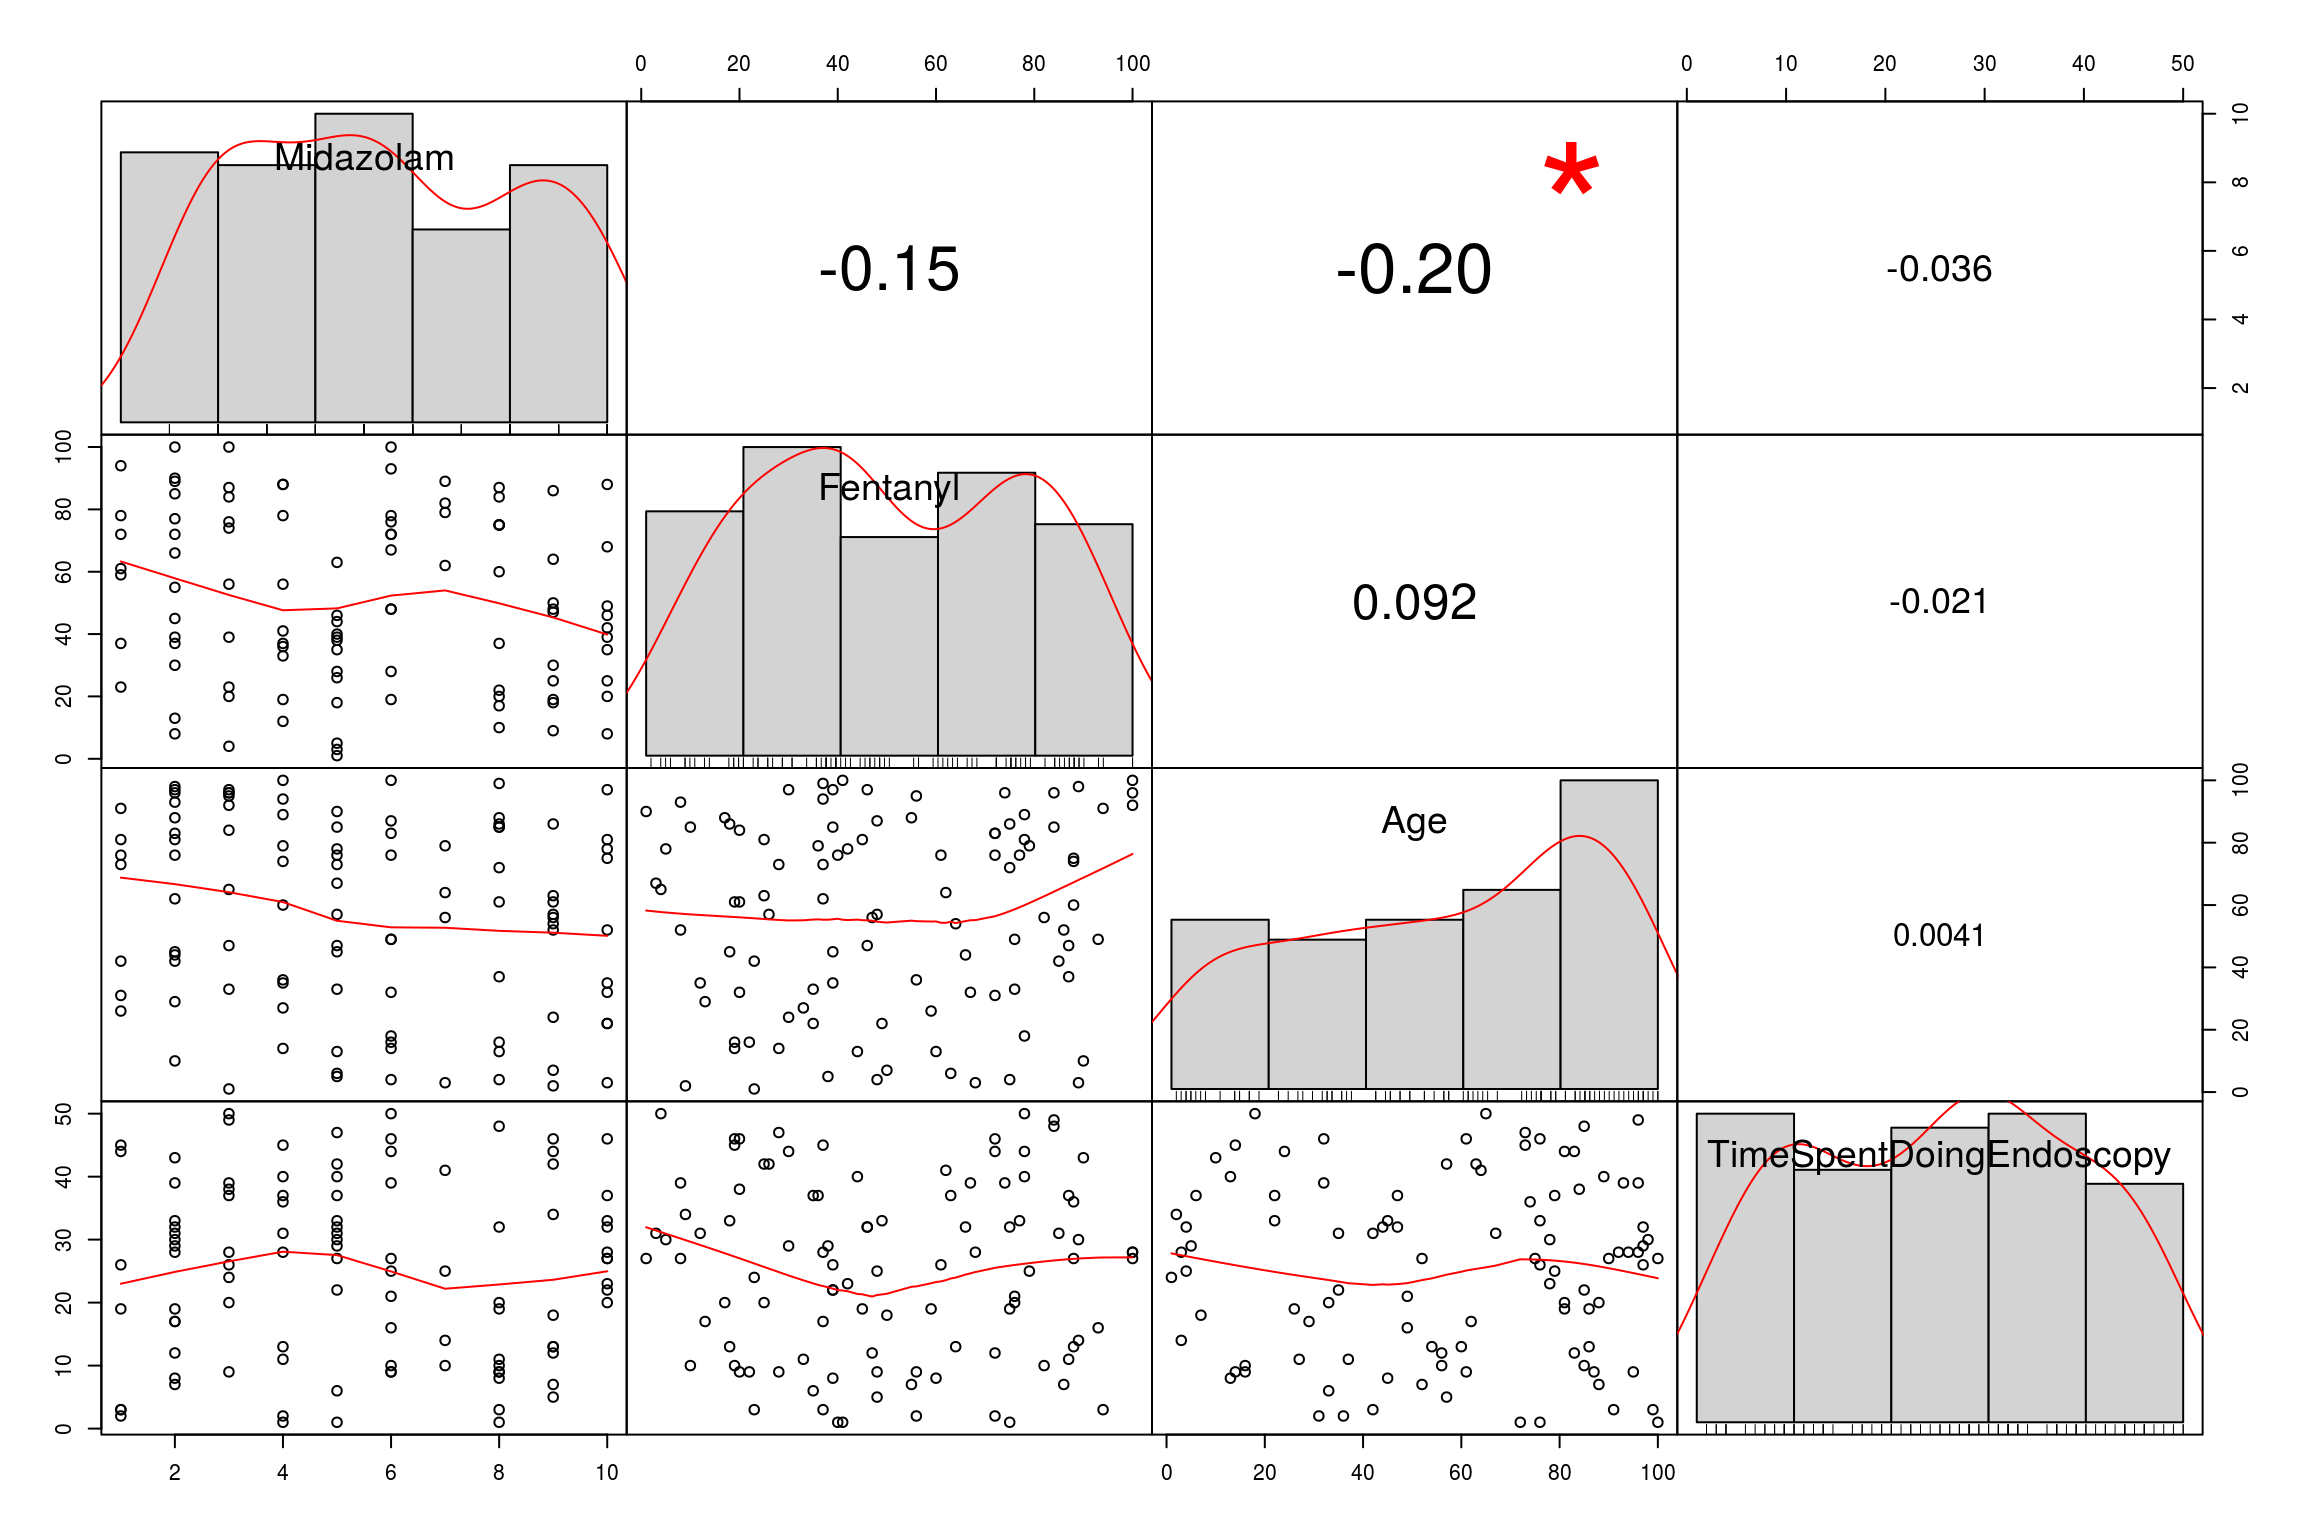 0 20 40 60 80 100 0 10 20 30 40 50
Midazolam -0.15 -0.20 * -0.036 2 4 6 8 10
0 20 40 60 80 100 Fentanyl 0.092 -0.021
Age 0.0041 0 20 40 60 80 100
0 10 20 30 40 50 TimeSpentDoingEndoscopy
2 4 6 8 10 0 20 40 60 80 100